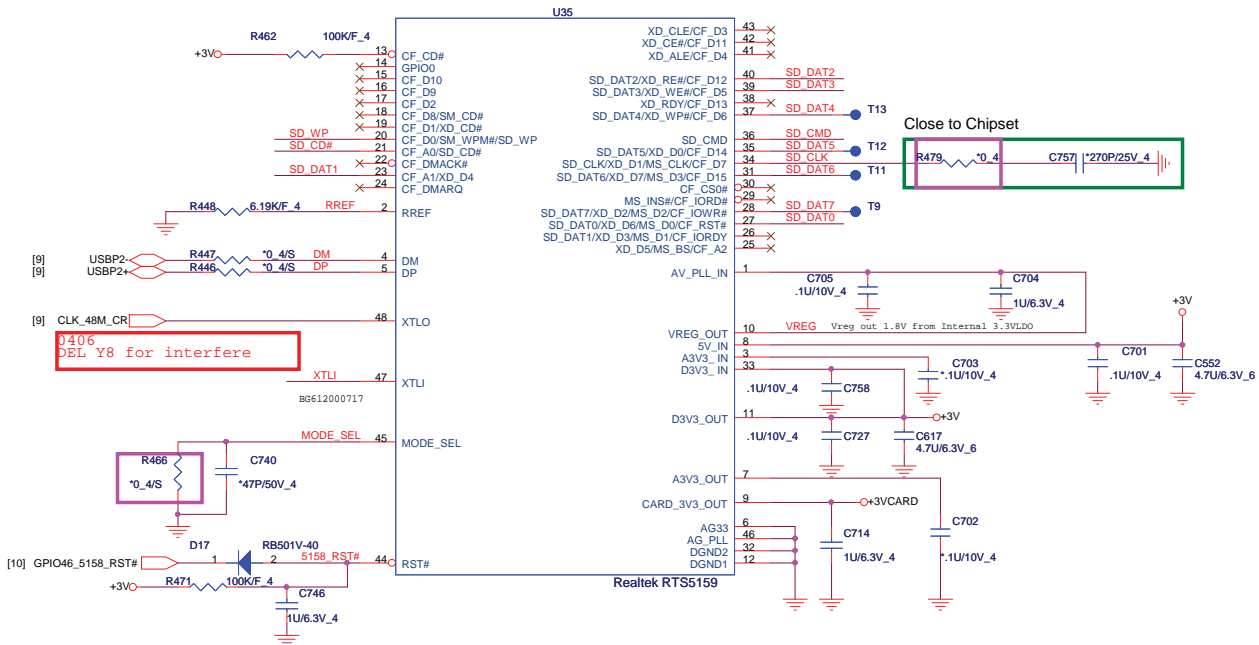 U35
R462 100K/F_4
+3V
13 CF_CD#
14 GPIO0
15 CF_D10
16 CF_D9
17 CF_D2
18 CF_D8/SM_CD#
19 CF_D1/XD_CD#
SD_WP 20 CF_D0/SM_WPM#/SD_WP
SD_CD# 21 CF_A0/SD_CD#
22 CF_DMACK#
SD_DAT1 23 CF_A1/XD_D4
24 CF_DMARQ
R448 6.19K/F_4 RREF 2 RREF
[9] USBP2- R447 *0_4/S DM 4 DM
[9] USBP2+ R446 *0_4/S DP 5 DP
[9] CLK_48M_CR 48 XTLO
0406
DEL Y8 for interfere
XTLI 47 XTLI
BG612000717
MODE_SEL 45 MODE_SEL
R466
*0_4/S
C740
*47P/50V_4
D17 RB501V-40
[10] GPIO46_5158_RST# 1 2 5158_RST# 44 RST#
+3V R471 100K/F_4
C746
1U/6.3V_4
XD_CLE/CF_D3 43
XD_CE#/CF_D11 42
XD_ALE/CF_D4 41
SD_DAT2/XD_RE#/CF_D12 40 SD_DAT2
SD_DAT3/XD_WE#/CF_D5 39 SD_DAT3
XD_RDY/CF_D13 38
SD_DAT4/XD_WP#/CF_D6 37 SD_DAT4 T13
SD_CMD 36 SD_CMD
SD_DAT5/XD_D0/CF_D14 35 SD_DAT5 T12
SD_CLK/XD_D1/MS_CLK/CF_D7 34 SD_CLK
SD_DAT6/XD_D7/MS_D3/CF_D15 31 SD_DAT6 T11
CF_CS0# 30
MS_INS#/CF_IORD# 29
SD_DAT7/XD_D2/MS_D2/CF_IOWR# 28 SD_DAT7 T9
SD_DAT0/XD_D6/MS_D0/CF_RST# 27 SD_DAT0
SD_DAT1/XD_D3/MS_D1/CF_IORDY 26
XD_D5/MS_BS/CF_A2 25
Close to Chipset
R479 *0_4 C757 *270P/25V_4
AV_PLL_IN 1
C705
.1U/10V_4
C704
1U/6.3V_4
VREG_OUT 10 VREG Vreg out 1.8V from Internal 3.3VLDO
5V_IN 8
A3V3_IN 3
D3V3_IN 33
+3V
C703
*.1U/10V_4
C701
.1U/10V_4
C552
4.7U/6.3V_6
C758
.1U/10V_4
D3V3_OUT 11 +3V
C727
.1U/10V_4
C617
4.7U/6.3V_6
A3V3_OUT 7
CARD_3V3_OUT 9 +3VCARD
C714
1U/6.3V_4
C702
*.1U/10V_4
AG33 6
AG_PLL 46
DGND2 32
DGND1 12
Realtek RTS5159